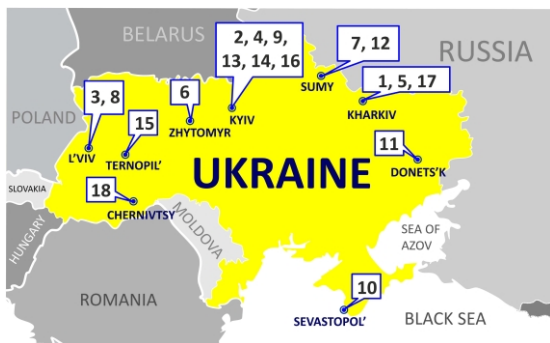 BELARUS
2, 4, 9,
13, 14, 16
7, 12
RUSSIA
SUMY
1, 5, 17
3, 8
6
KYIV
KHARKIV
POLAND
15
ZHYTOMYR
L'VIV
TERNOPIL'
11
UKRAINE
DONETS'K
SLOVAKIA
18
CHERNIVTSY
MOLDOVA
HUNGARY
SEA OF
AZOV
ROMANIA
10
SEVASTOPOL'
BLACK SEA